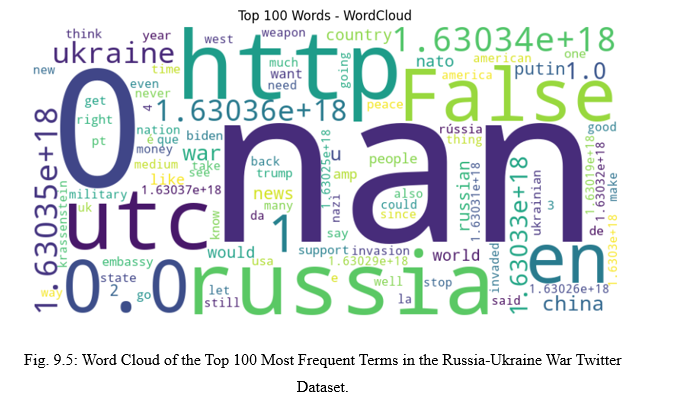 Top 100 Words - WordCloud
think year west weapon country 1.63034e+18
ukraine http nato american one
new time much going america putin 1.0
even want need False
never peace
get 4 1.63036e+18
right nation biden nan rússia good
pt é que u thing
money war back people russian
medium take trump amp 1.63025e+18 1.63031e+18 1.63019e+18 1.63032e+18 make
0 like see news also ukrainian
1.63035e+18 military 1.63037e+18 many could 1.63033e+18 3
uk utc da nazi since
krassenstein know 1 say de 1.6303e+18
embassy would support invasion world invaded en
state usa 1.63029e+18 1.63026e+18
way 0.0 2 go let russia e well stop said china
still la
Fig. 9.5: Word Cloud of the Top 100 Most Frequent Terms in the Russia-Ukraine War Twitter
Dataset.